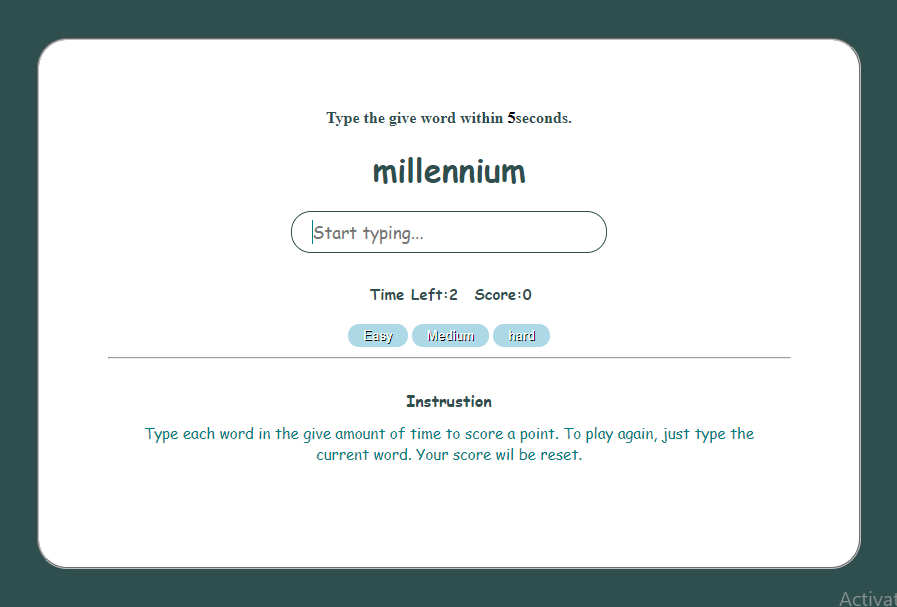 Type the give word within 5seconds.
millennium
Start typing...
Time Left:2 Score:0
Easy Medium hard
Instrustion
Type each word in the give amount of time to score a point. To play again, just type the
current word. Your score wil be reset.
Activat